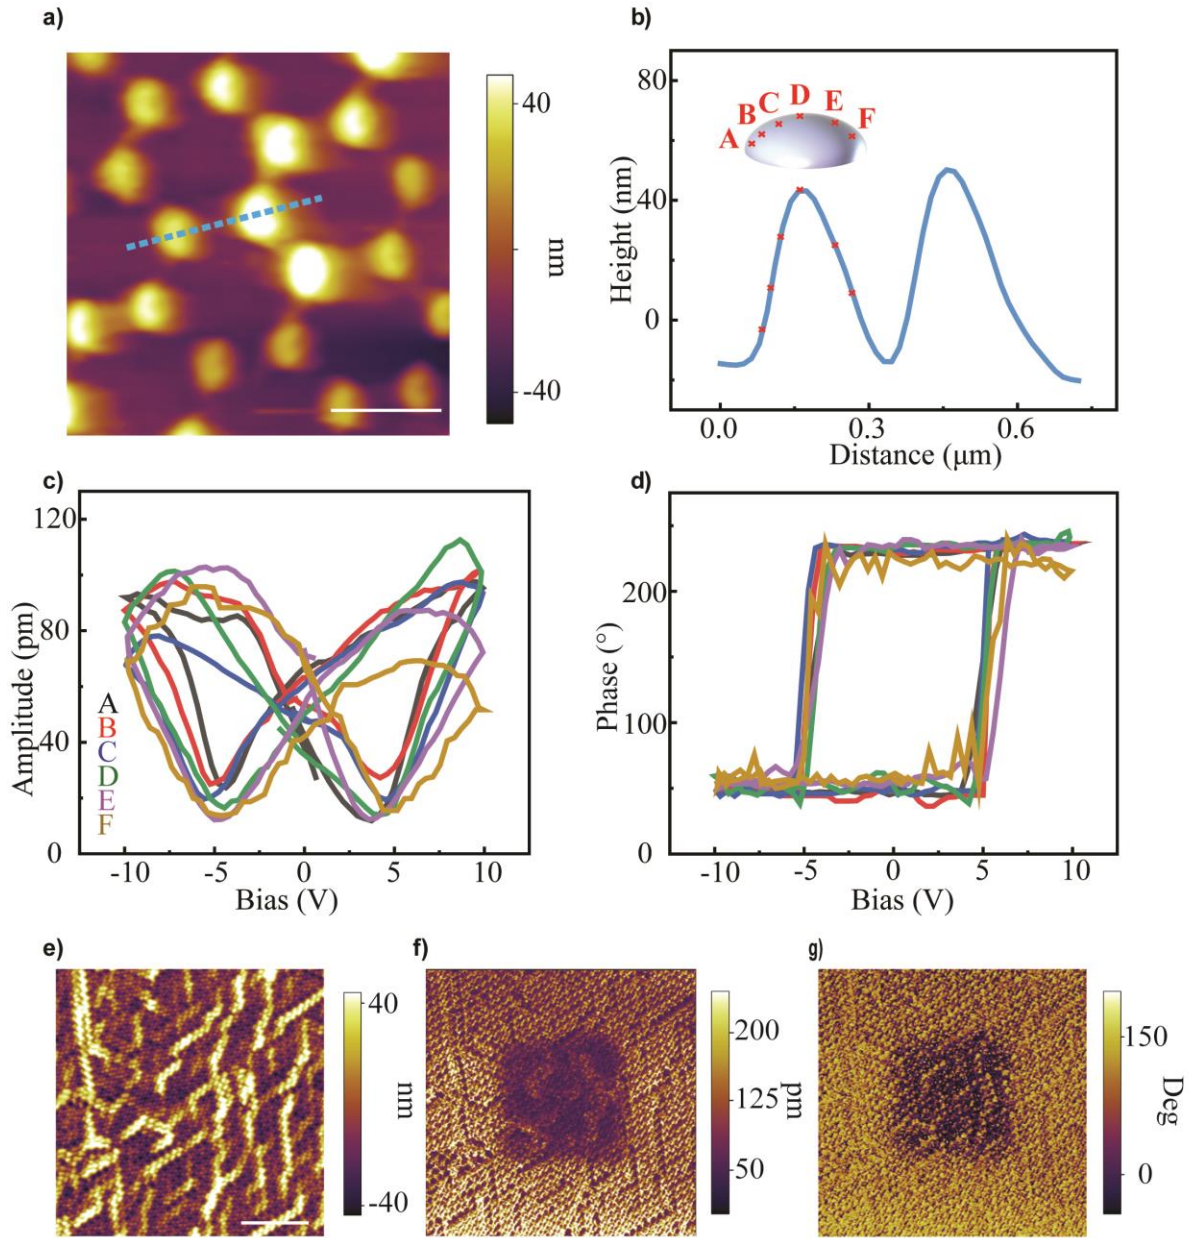 a)
40
nm
-40
b)
80
40
0
Height (nm)
A B C D E F
0.0 0.3 0.6
Distance (μm)
c)
120
80
40
0
Amplitude (pm)
A
B
C
D
E
F
-10 -5 0 5 10
Bias (V)
d)
200
100
0
Phase (°)
-10 -5 0 5 10
Bias (V)
e)
40
nm
-40
f)
200
125
50
pm
g)
150
0
Deg